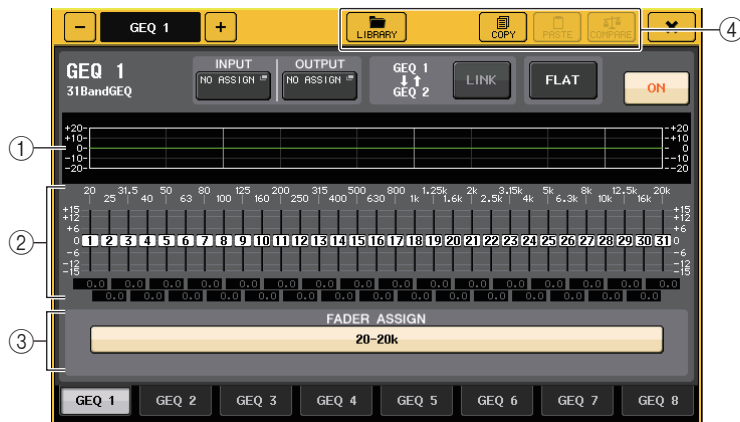 − GEQ 1 + LIBRARY COPY PASTE COMPARE × 4
GEQ 1
31BandGEQ
INPUT
NO ASSIGN
OUTPUT
NO ASSIGN
GEQ 1
↓↑
GEQ 2
LINK
FLAT
ON
1
+20 +20
+10 +10
0 0
-10 -10
-20 -20
2
20 31.5 50 80 125 200 315 500 800 1.25k 2k 3.15k 5k 8k 12.5k 20k
25 40 63 100 160 250 400 630 1k 1.6k 2.5k 4k 6.3k 10k 16k
+15 +15
+12 +12
+6 +6
0 1 2 3 4 5 6 7 8 9 10 11 12 13 14 15 16 17 18 19 20 21 22 23 24 25 26 27 28 29 30 31 0
-6 -6
-12 -12
-15 -15
0.0 0.0 0.0 0.0 0.0 0.0 0.0 0.0 0.0 0.0 0.0 0.0 0.0 0.0 0.0 0.0
0.0 0.0 0.0 0.0 0.0 0.0 0.0 0.0 0.0 0.0 0.0 0.0 0.0 0.0 0.0
3
FADER ASSIGN
20-20k
GEQ 1 GEQ 2 GEQ 3 GEQ 4 GEQ 5 GEQ 6 GEQ 7 GEQ 8